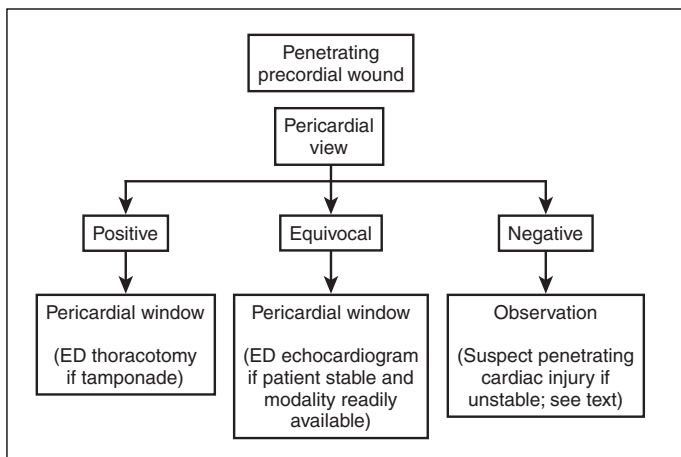 Penetrating
precordial wound
Pericardial
view
Positive
Equivocal
Negative
Pericardial window
(ED thoracotomy
if tamponade)
Pericardial window
(ED echocardiogram
if patient stable and
modality readily
available)
Observation
(Suspect penetrating
cardiac injury if
unstable; see text)